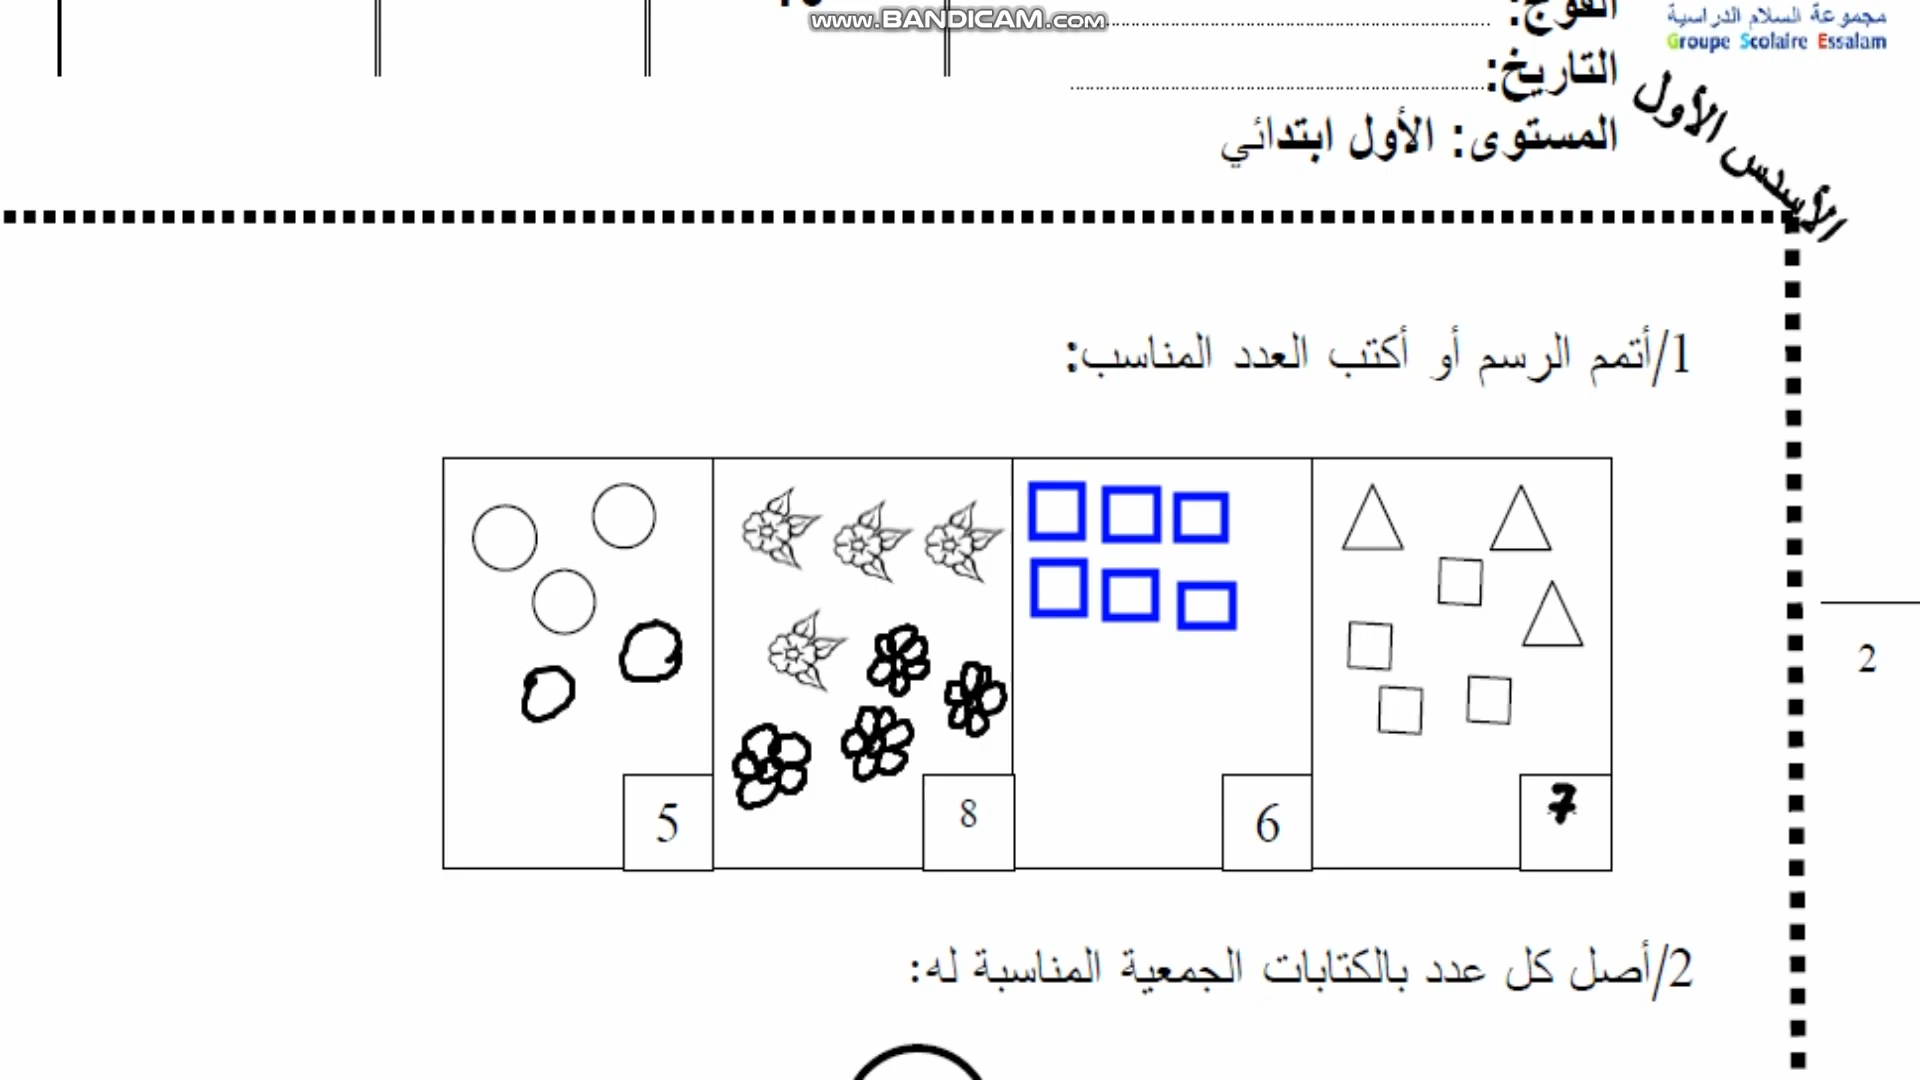 www.BANDICAM.com
الفوج:
مجموعة السلام الدراسية
Groupe Scolaire Essalam
التاريخ:
المستوى: الأول ابتدائي
الأسدس الأول
1/أتمم الرسم أو أكتب العدد المناسب:
2
5
8
6
7
2/أصل كل عدد بالكتابات الجمعية المناسبة له: